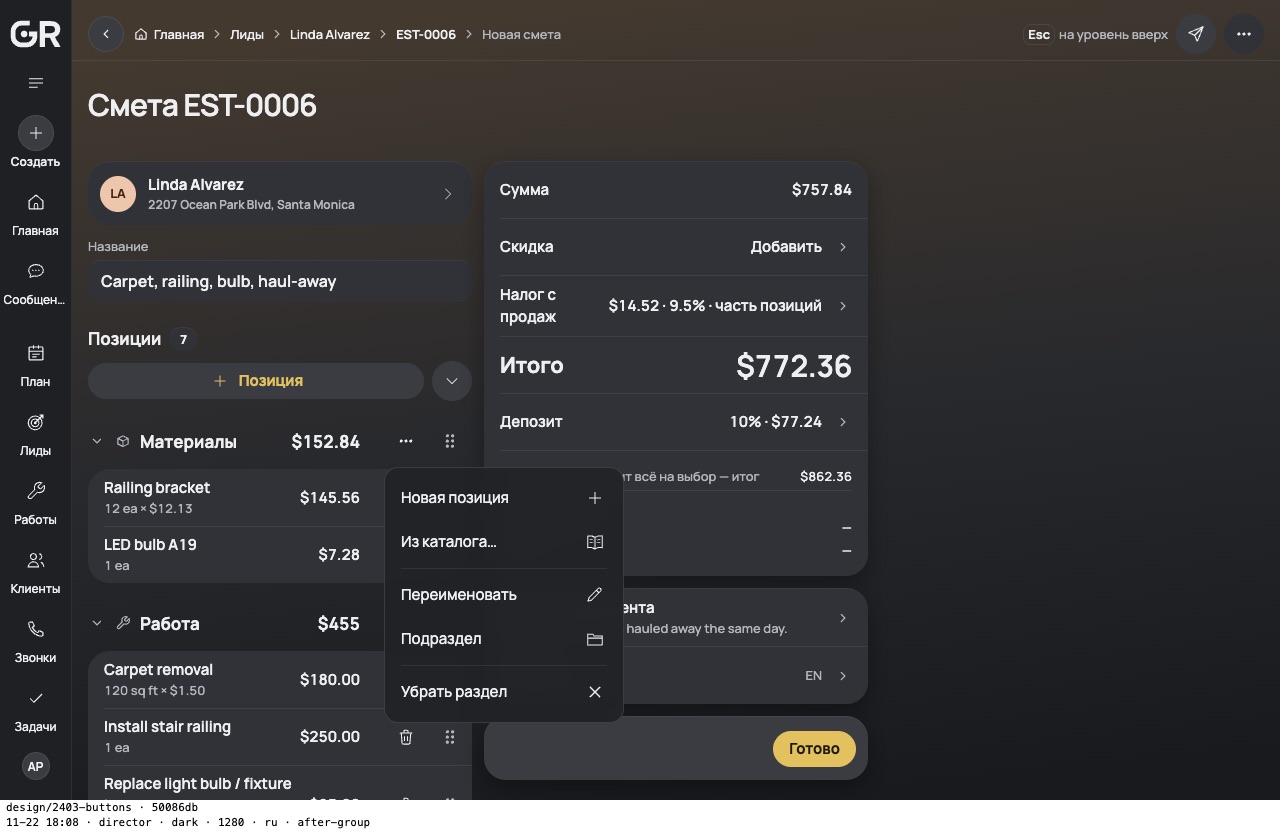 GR
Главная
Лиды
Linda Alvarez
EST-0006
Новая смета
Esc на уровень вверх
Смета EST-0006
Создать
Главная
Сообщен…
План
Лиды
Работы
Клиенты
Звонки
Задачи
AP
LA
Linda Alvarez
2207 Ocean Park Blvd, Santa Monica
Название
Carpet, railing, bulb, haul-away
Позиции 7
+ Позиция
Материалы $152.84
Railing bracket
12 ea × $12.13
$145.56
LED bulb A19
1 ea
$7.28
Работа $455
Carpet removal
120 sq ft × $1.50
$180.00
Install stair railing
1 ea
$250.00
Replace light bulb / fixture
Новая позиция
Из каталога…
Переименовать
Подраздел
Убрать раздел
Сумма $757.84
Скидка Добавить
Налог с
продаж
$14.52 · 9.5% · часть позиций
Итого $772.36
Депозит 10% · $77.24
всё на выбор — итог $862.36
–
–
hauled away the same day.
EN
Готово
design/2403-buttons · 50086db
11-22 18:08 · director · dark · 1280 · ru · after-group